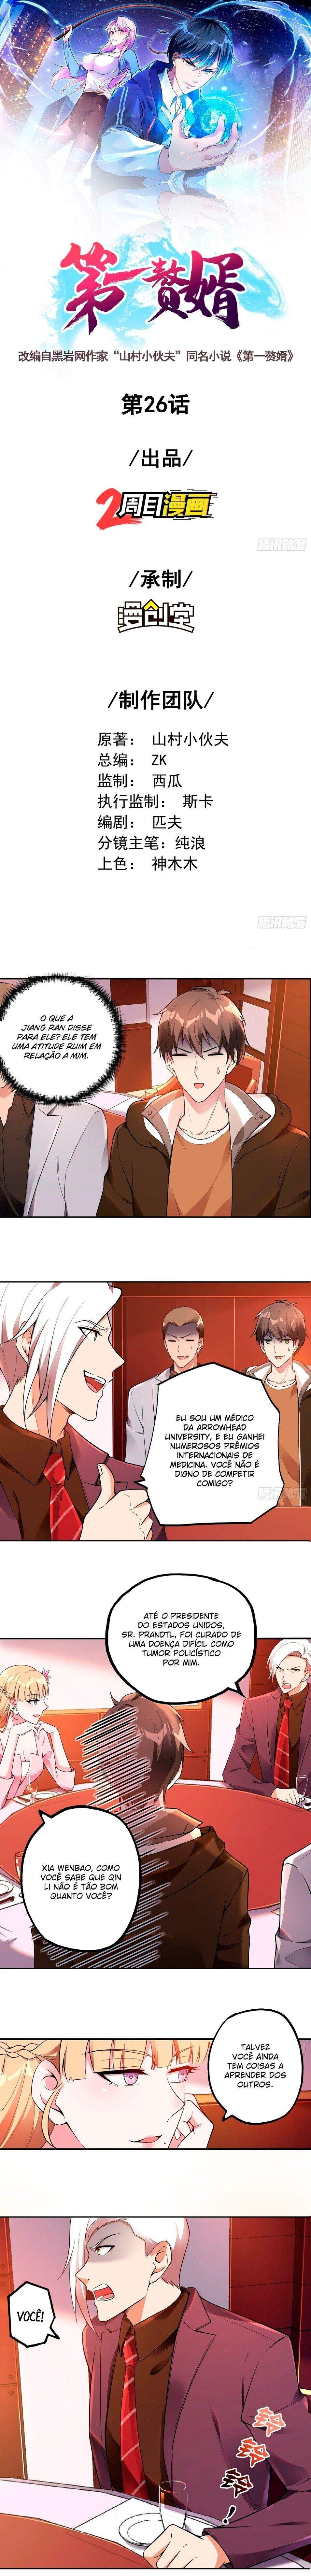 第一赘婿
改编自黑岩网作家“山村小伙夫”同名小说《第一赘婿》
第26话
/出品/
2周目漫画
/承制/
漫创堂
/制作团队/
原著： 山村小伙夫
总编： ZK
监制： 西瓜
执行监制： 斯卡
编剧： 匹夫
分镜主笔：纯浪
上色： 神木木
O QUE A
JIANG RAN DISSE
PARA ELE? ELE TEM
UMA ATITUDE RUIM EM
RELAÇÃO A MIM.
EU SOU UM MÉDICO
DA ARROWHEAD
UNIVERSITY, E EU GANHEI
NUMEROSOS PRÊMIOS
INTERNACIONAIS DE
MEDICINA. VOCÊ NÃO É
DIGNO DE COMPETIR
COMIGO?
ATÉ O PRESIDENTE
DO ESTADOS UNIDOS,
SR. PRANDTL, FOI CURADO DE
UMA DOENÇA DIFÍCIL COMO
TUMOR POLICÍSTICO
POR MIM.
XIA WENBAO, COMO
VOCÊ SABE QUE QIN
LI NÃO É TÃO BOM
QUANTO VOCÊ?
TALVEZ
VOCÊ AINDA
TEM COISAS A
APRENDER DOS
OUTROS.
VOCÊ!
铃
铃
铃
!